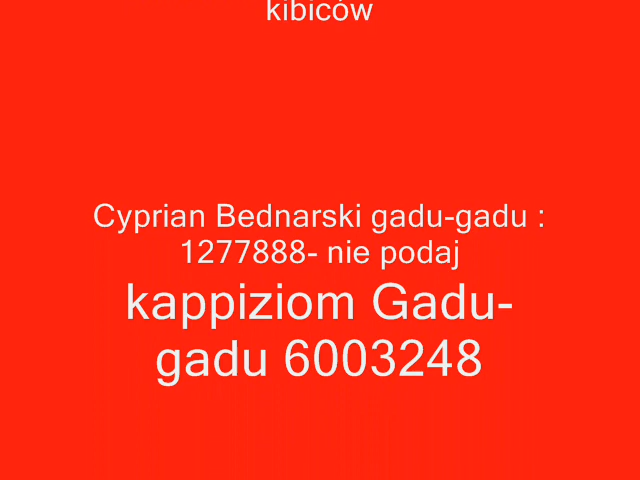 kibiców
Cyprian Bednarski gadu-gadu :
1277888- nie podaj
kappiziom Gadu-
gadu 6003248